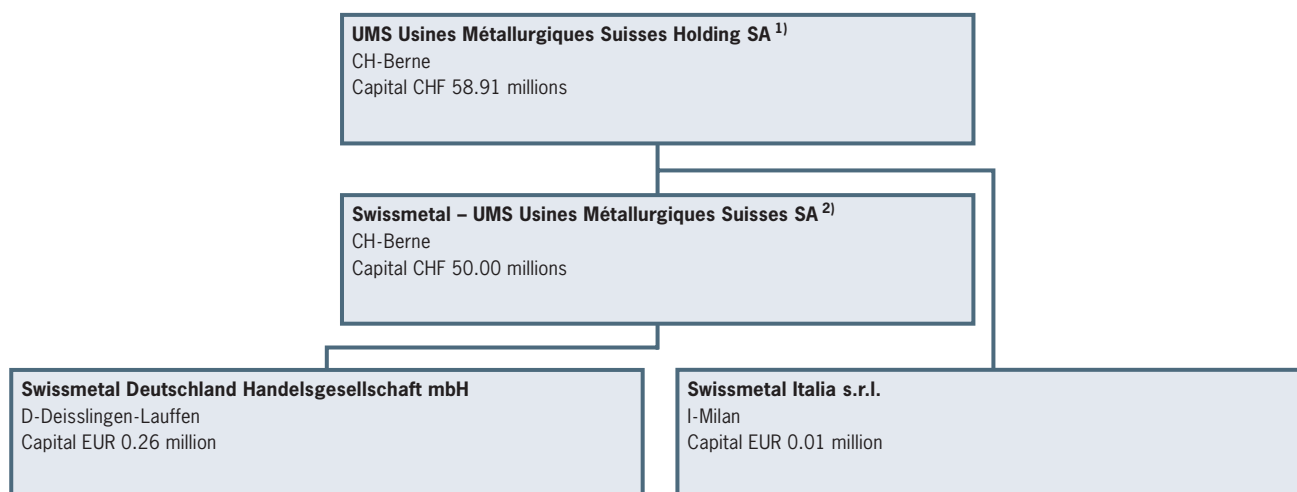 UMS Usines Métallurgiques Suisses Holding SA 1)
CH-Berne
Capital CHF 58.91 millions
Swissmetal – UMS Usines Métallurgiques Suisses SA 2)
CH-Berne
Capital CHF 50.00 millions
Swissmetal Deutschland Handelsgesellschaft mbH
D-Deisslingen-Lauffen
Capital EUR 0.26 million
Swissmetal Italia s.r.l.
I-Milan
Capital EUR 0.01 million